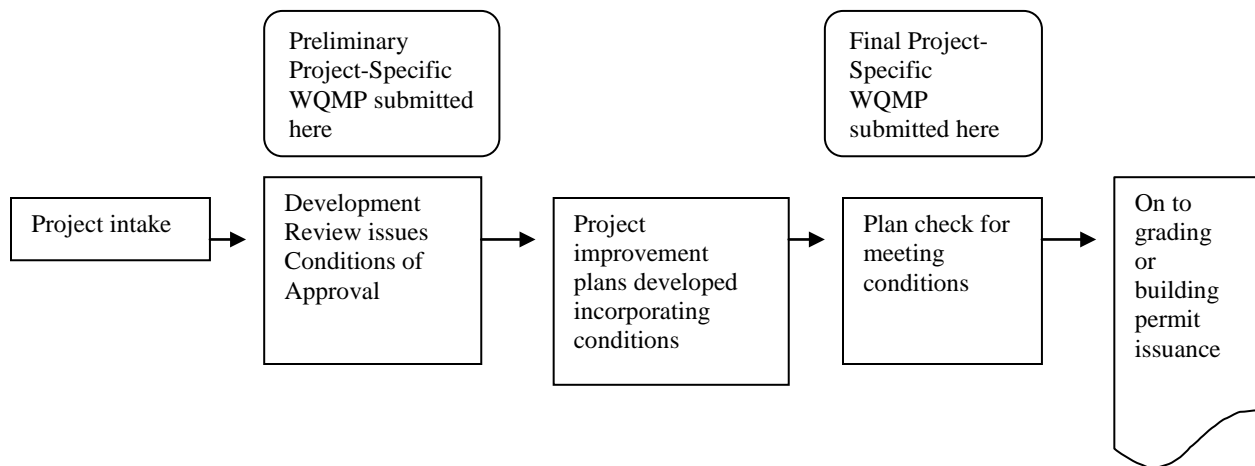 Preliminary
Project-Specific
WQMP submitted
here
Final Project-
Specific
WQMP
submitted here
Project intake
Development
Review issues
Conditions of
Approval
Project
improvement
plans developed
incorporating
conditions
Plan check for
meeting
conditions
On to
grading
or
building
permit
issuance